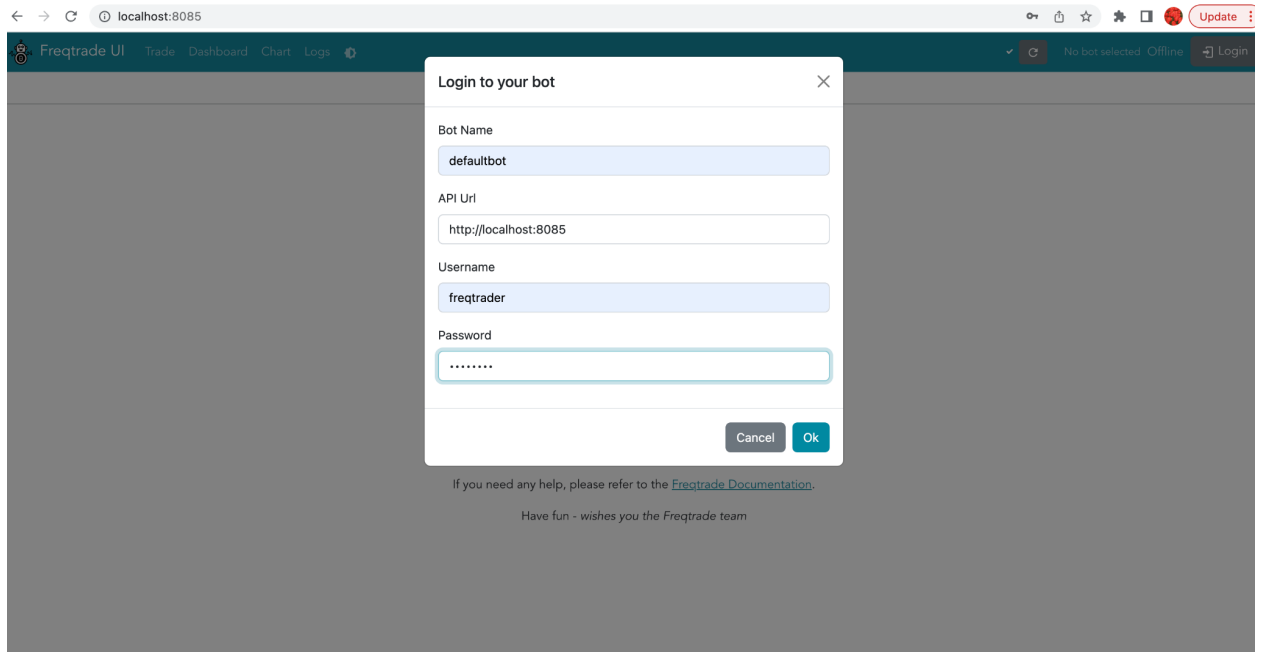 localhost:8085
Update
Freqtrade UI Trade Dashboard Chart Logs
No bot selected Offline Login
Login to your bot
Bot Name
defaultbot
API Url
http://localhost:8085
Username
freqtrader
Password
........
Cancel Ok
If you need any help, please refer to the Freqtrade Documentation.
Have fun - wishes you the Freqtrade team